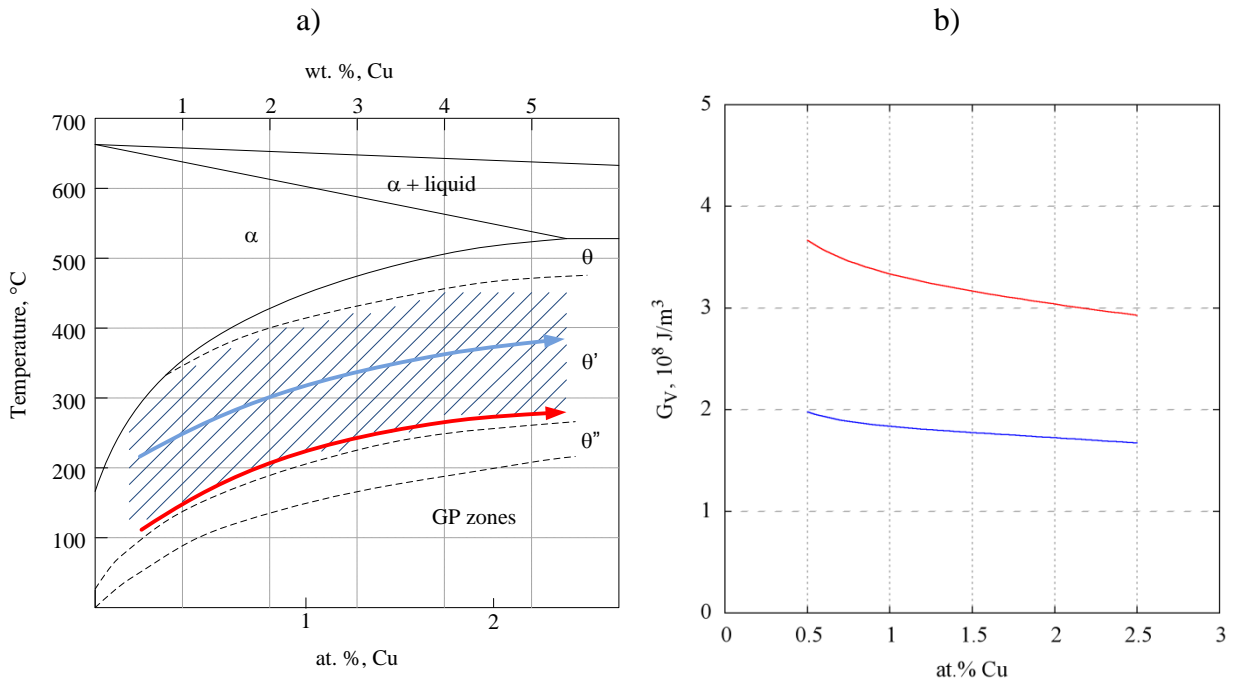 a)
wt. %, Cu
1 2 3 4 5
700
600
500
400
300
200
100
Temperature, °C
α + liquid
α
θ
θ'
θ"
GP zones
1 2
at. %, Cu
b)
5
4
3
2
1
0
G_V, 10^8 J/m^3
0 0.5 1 1.5 2 2.5 3
at.% Cu